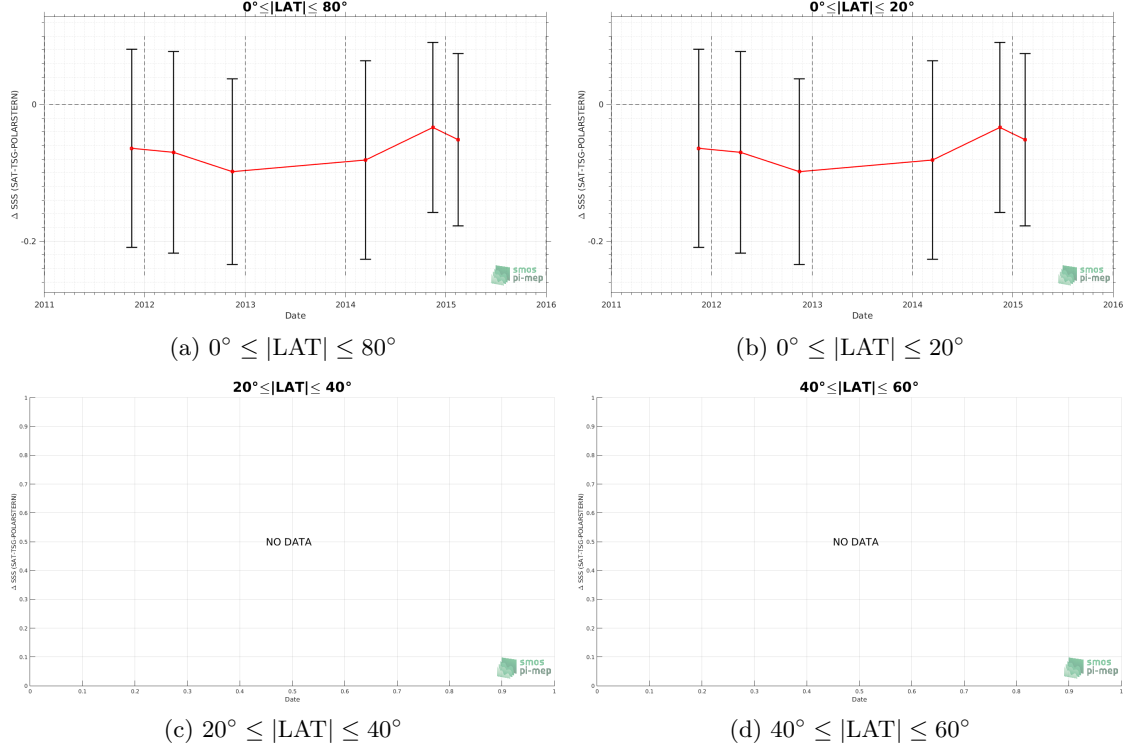 0°≤|LAT|≤ 80°
0
-0.2
Δ SSS (SAT-TSG-POLARSTERN)
2011 2012 2013 2014 2015 2016
Date
smos
pi-mep
(a) 0° ≤ |LAT| ≤ 80°
0°≤|LAT|≤ 20°
0
-0.2
Δ SSS (SAT-TSG-POLARSTERN)
2011 2012 2013 2014 2015 2016
Date
smos
pi-mep
(b) 0° ≤ |LAT| ≤ 20°
20°≤|LAT|≤ 40°
1
0.9
0.8
0.7
0.6
0.5
0.4
0.3
0.2
0.1
0
Δ SSS (SAT-TSG-POLARSTERN)
NO DATA
0 0.1 0.2 0.3 0.4 0.5 0.6 0.7 0.8 0.9 1
Date
smos
pi-mep
(c) 20° ≤ |LAT| ≤ 40°
40°≤|LAT|≤ 60°
1
0.9
0.8
0.7
0.6
0.5
0.4
0.3
0.2
0.1
0
Δ SSS (SAT-TSG-POLARSTERN)
NO DATA
0 0.1 0.2 0.3 0.4 0.5 0.6 0.7 0.8 0.9 1
Date
smos
pi-mep
(d) 40° ≤ |LAT| ≤ 60°